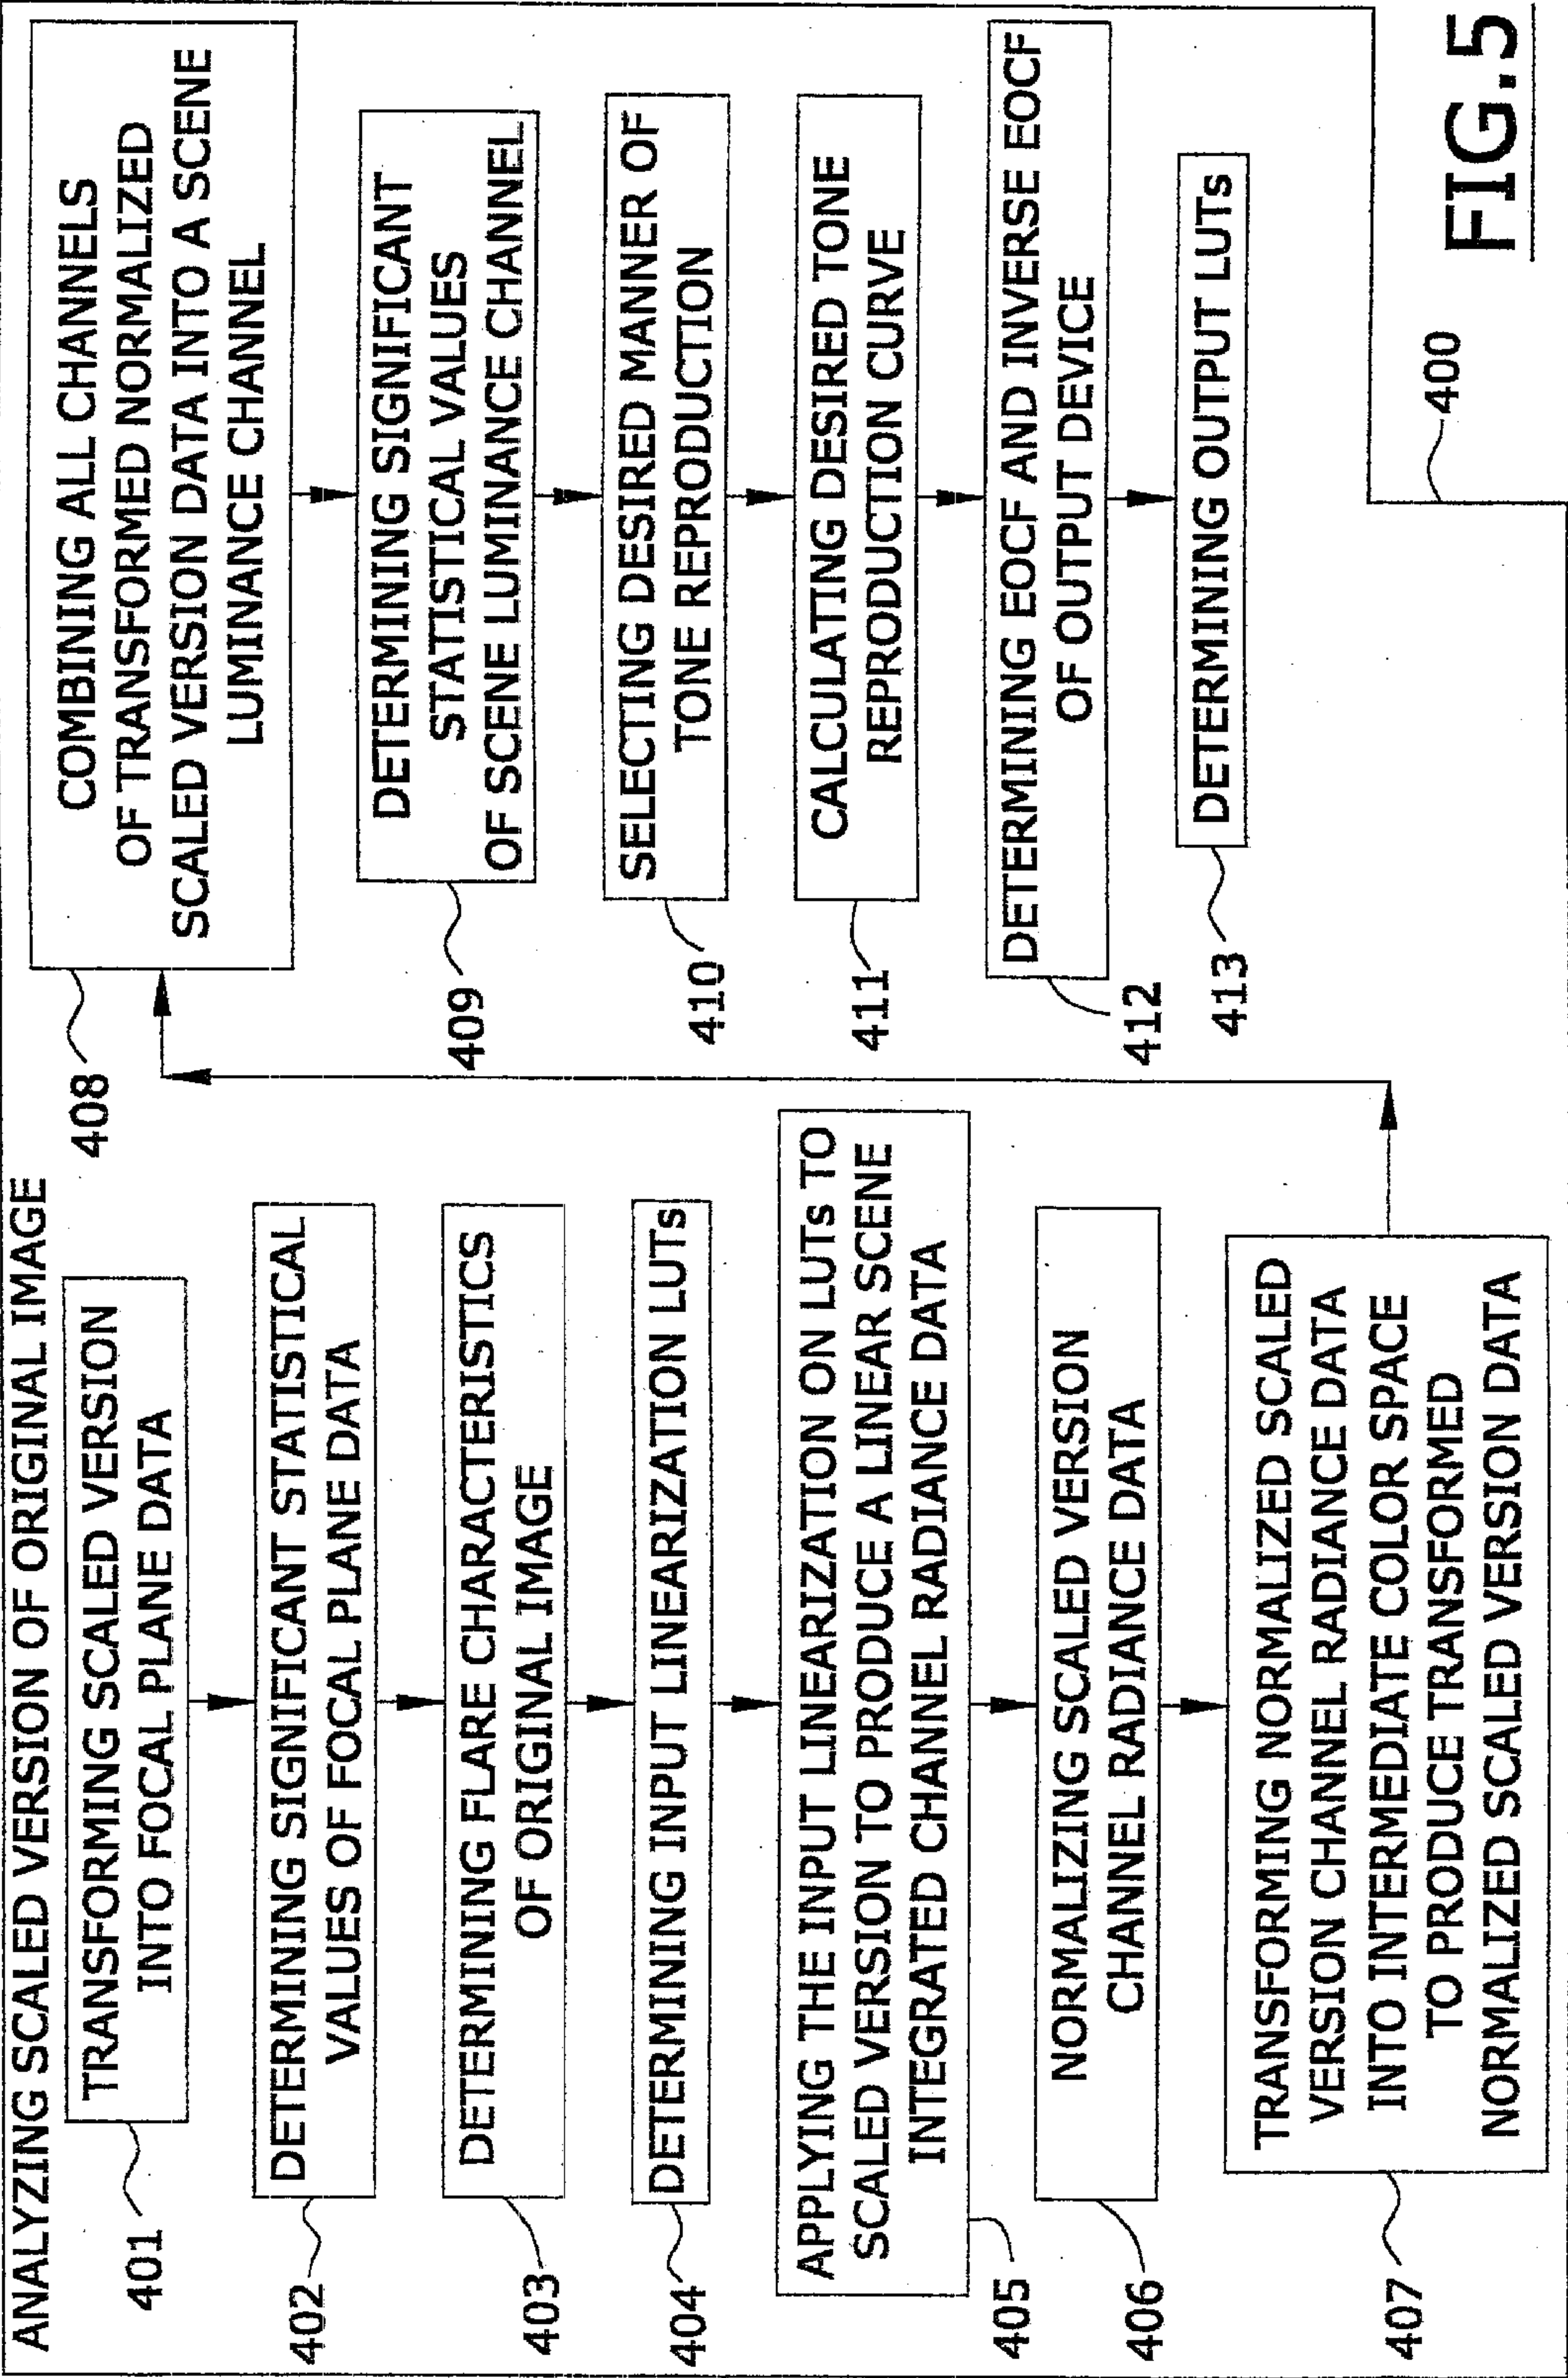 ANALYZING SCALED VERSION OF ORIGINAL IMAGE
TRANSFORMING SCALED VERSION
INTO FOCAL PLANE DATA
401
DETERMINING SIGNIFICANT STATISTICAL
VALUES OF FOCAL PLANE DATA
402
DETERMINING FLARE CHARACTERISTICS
OF ORIGINAL IMAGE
403
DETERMINING INPUT LINEARIZATION LUTs
404
APPLYING THE INPUT LINEARIZATION ON LUTs TO
SCALED VERSION TO PRODUCE A LINEAR SCENE
INTEGRATED CHANNEL RADIANCE DATA
405
NORMALIZING SCALED VERSION
CHANNEL RADIANCE DATA
406
TRANSFORMING NORMALIZED SCALED
VERSION CHANNEL RADIANCE DATA
INTO INTERMEDIATE COLOR SPACE
TO PRODUCE TRANSFORMED
NORMALIZED SCALED VERSION DATA
407
COMBINING ALL CHANNELS
OF TRANSFORMED NORMALIZED
SCALED VERSION DATA INTO A SCENE
LUMINANCE CHANNEL
408
DETERMINING SIGNIFICANT
STATISTICAL VALUES
OF SCENE LUMINANCE CHANNEL
409
SELECTING DESIRED MANNER OF
TONE REPRODUCTION
410
CALCULATING DESIRED TONE
REPRODUCTION CURVE
411
DETERMINING EOCF AND INVERSE EOCF
OF OUTPUT DEVICE
412
DETERMINING OUTPUT LUTs
413
400
FIG.5